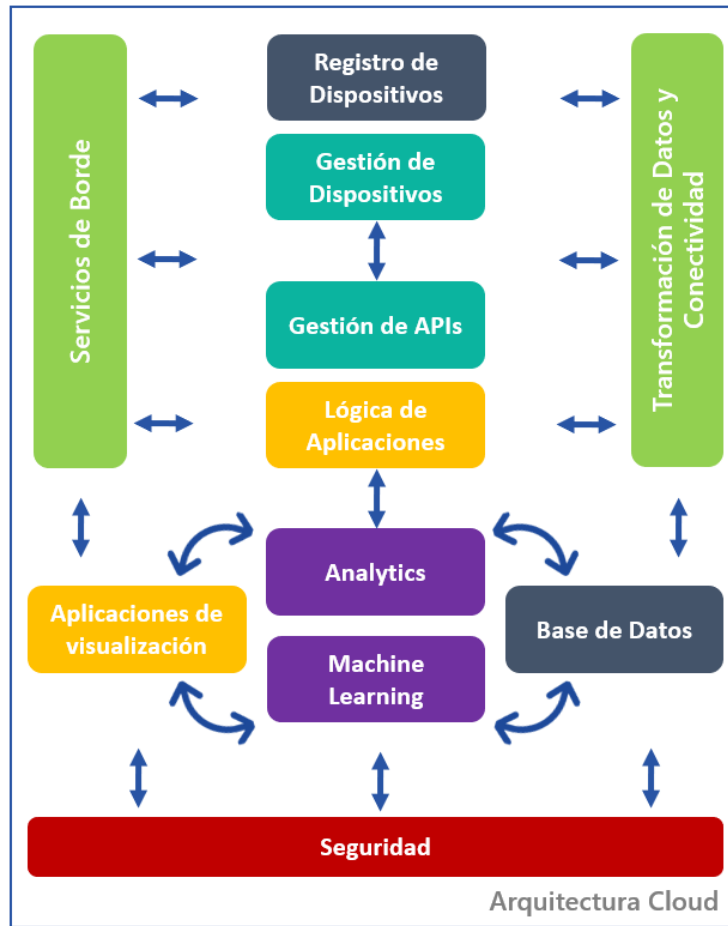 Registro de
Dispositivos
Servicios de Borde
Transformación de Datos y
Conectividad
Gestión de
Dispositivos
Gestión de APIs
Lógica de
Aplicaciones
Analytics
Aplicaciones de
visualización
Base de Datos
Machine
Learning
Seguridad
Arquitectura Cloud